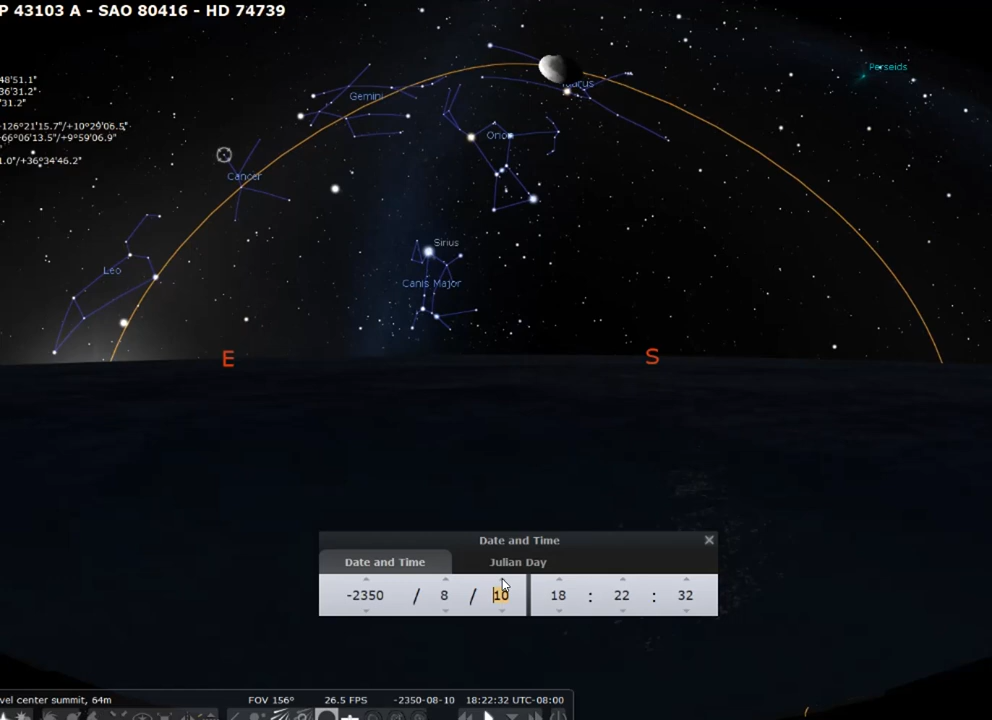 P 43103 A - SAO 80416 - HD 74739
48'51.1"
36'31.2"
31.2"
+126°21'15.7"/+10°29'06.5"
-66°06'13.5"/+9°59'06.9"
1.0"/+36°34'46.2"
Perseids
Gemini
Taurus
Orion
Cancer
Sirius
Leo
Canis Major
E
S
Date and Time
Date and Time Julian Day
-2350 / 8 / 10 18 : 22 : 32
vel center summit, 64m FOV 156° 26.5 FPS -2350-08-10 18:22:32 UTC-08:00